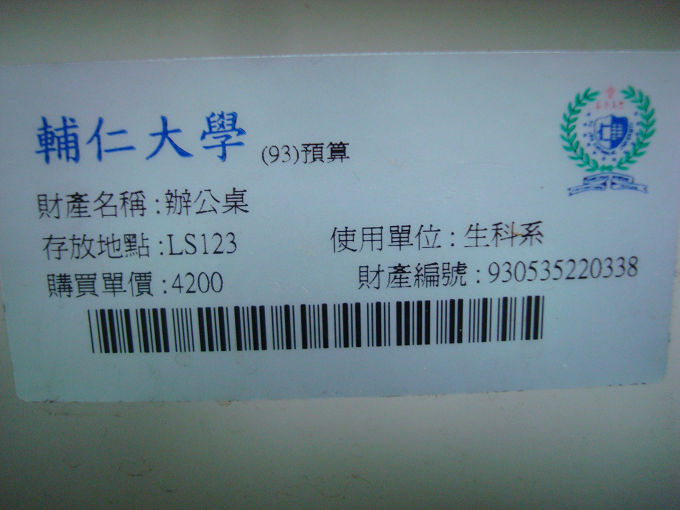 輔仁大學 (93)預算
財產名稱:辦公桌
存放地點:LS123 使用單位:生科系
購買單價:4200 財產編號:930535220338